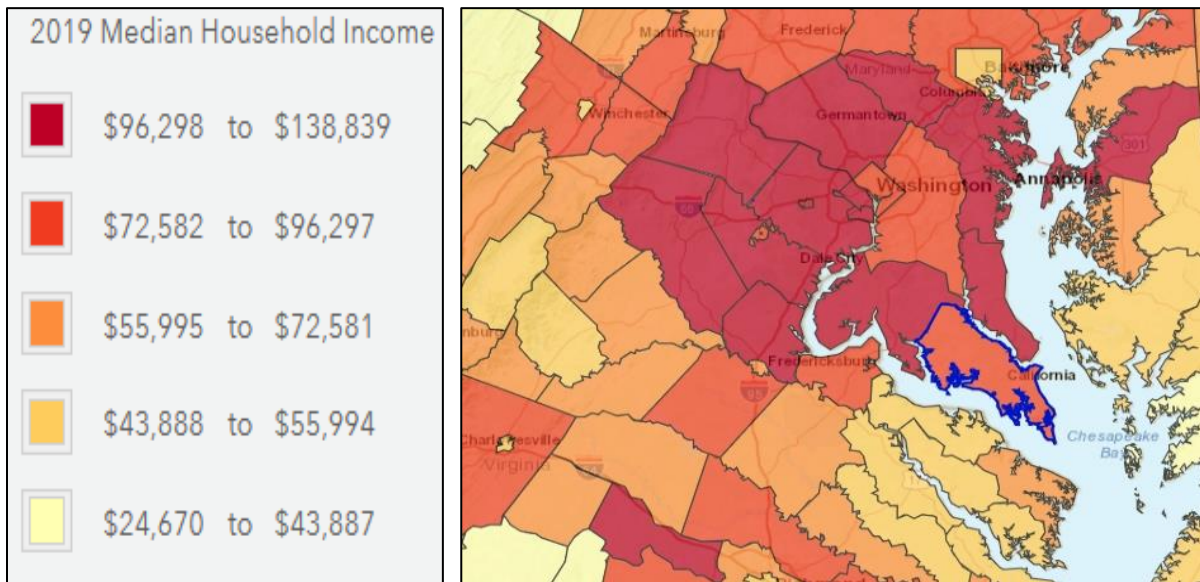 2019 Median Household Income
$96,298 to $138,839
$72,582 to $96,297
$55,995 to $72,581
$43,888 to $55,994
$24,670 to $43,887
Martinsburg
Frederick
Maryland
Baltimore
Columbia
Winchester
Germantown
301
Washington
Annapolis
66
Dale City
Fredericksburg
California
Charlottesville
Virginia
Chesapeake
Bay